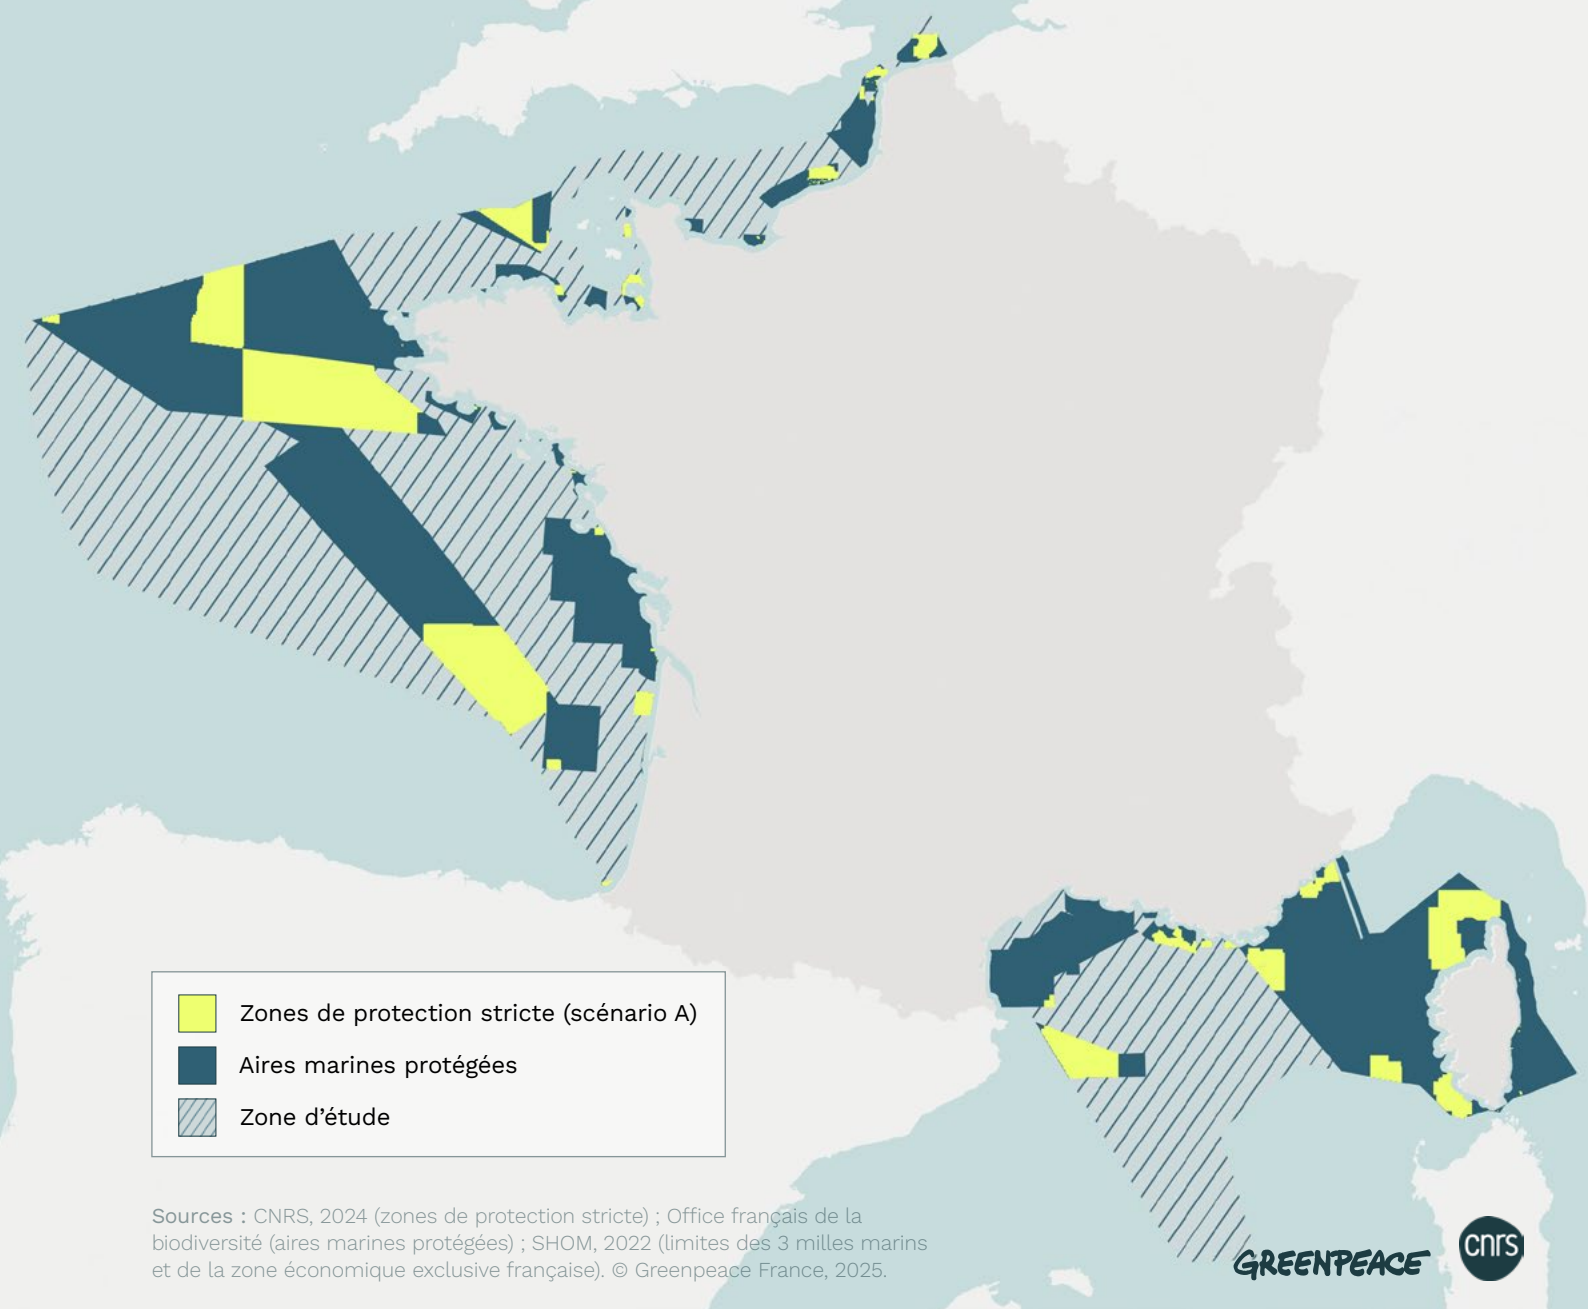 Zones de protection stricte (scénario A)
Aires marines protégées
Zone d’étude
Sources : CNRS, 2024 (zones de protection stricte) ; Office français de la
biodiversité (aires marines protégées) ; SHOM, 2022 (limites des 3 milles marins
et de la zone économique exclusive française). © Greenpeace France, 2025.
GREENPEACE
cnrs